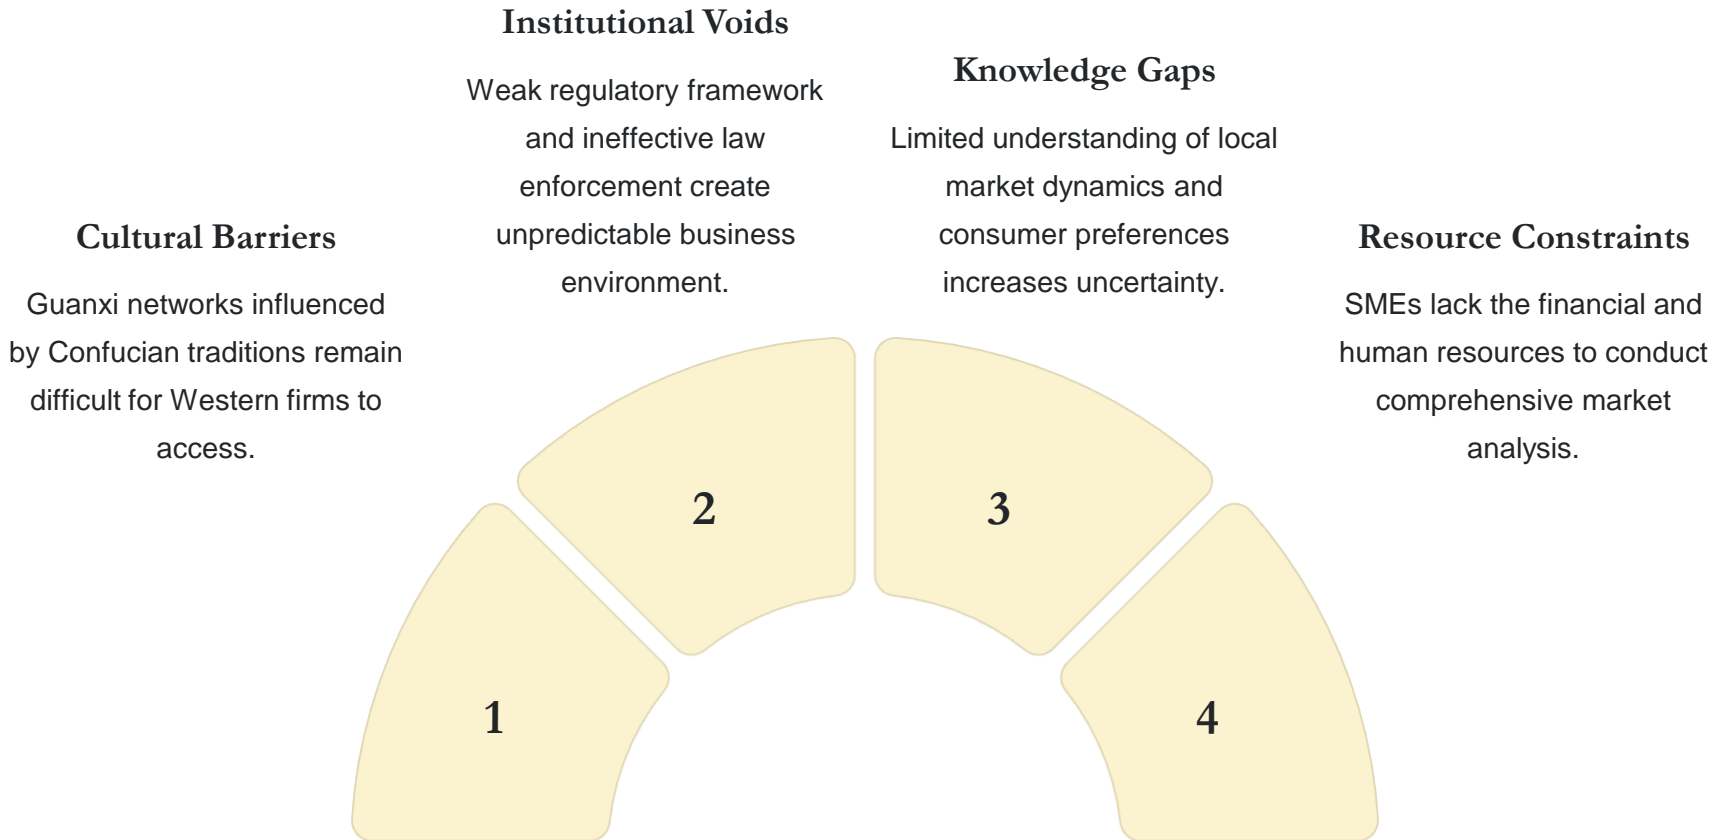 Cultural Barriers
Guanxi networks influenced
by Confucian traditions remain
difficult for Western firms to
access.
1
Institutional Voids
Weak regulatory framework
and ineffective law
enforcement create
unpredictable business
environment.
2
Knowledge Gaps
Limited understanding of local
market dynamics and
consumer preferences
increases uncertainty.
3
Resource Constraints
SMEs lack the financial and
human resources to conduct
comprehensive market
analysis.
4